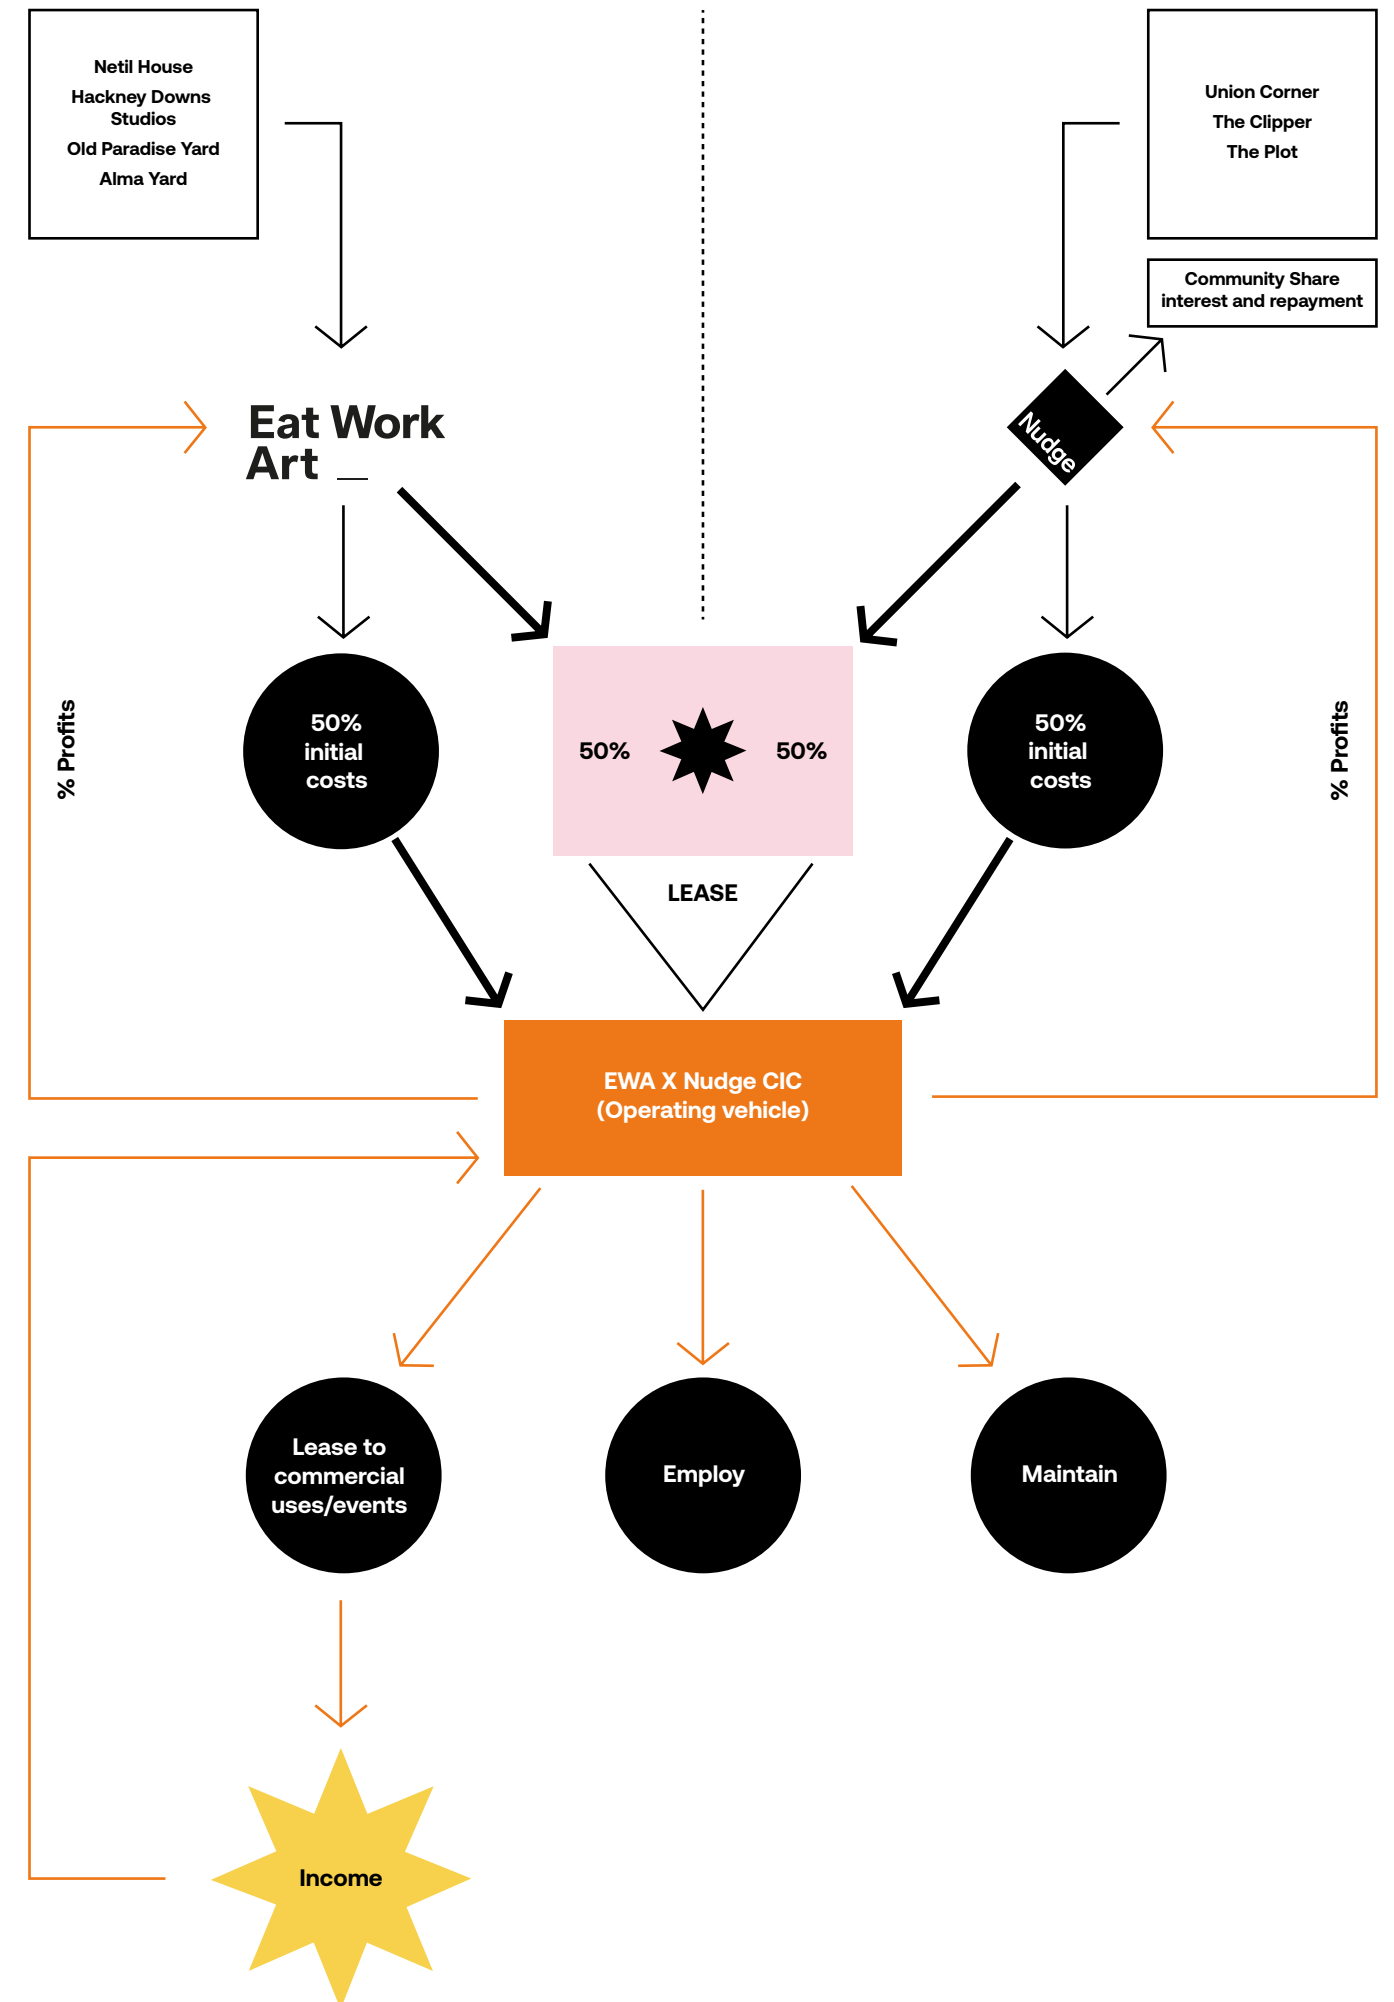 Netil House
Hackney Downs
Studios
Old Paradise Yard
Alma Yard
Union Corner
The Clipper
The Plot
Community Share
interest and repayment
Eat Work
Art _
Nudge
% Profits
50%
initial
costs
50%
50%
50%
initial
costs
% Profits
LEASE
EWA X Nudge CIC
(Operating vehicle)
Lease to
commercial
uses/events
Employ
Maintain
Income